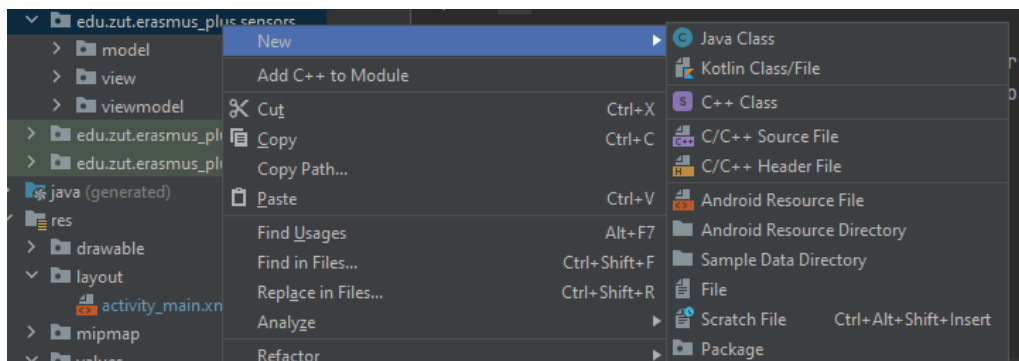 edu.zut.erasmus_plus.sensors
model
view
viewmodel
edu.zut.erasmus_pl
edu.zut.erasmus_pl
java (generated)
res
drawable
layout
activity_main.xn
mipmap
values
New
Add C++ to Module
Cut Ctrl+X
Copy Ctrl+C
Copy Path...
Paste Ctrl+V
Find Usages Alt+F7
Find in Files... Ctrl+Shift+F
Replace in Files... Ctrl+Shift+R
Analyze
Refactor
Java Class
Kotlin Class/File
C++ Class
C/C++ Source File
C/C++ Header File
Android Resource File
Android Resource Directory
Sample Data Directory
File
Scratch File Ctrl+Alt+Shift+Insert
Package